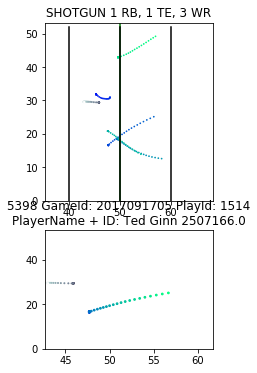 SHOTGUN 1 RB, 1 TE, 3 WR
50
40
30
20
10
0
40 50 60
5398 GameId: 2017091705 PlayId: 1514
PlayerName + ID: Ted Ginn 2507166.0
40
20
0
45 50 55 60